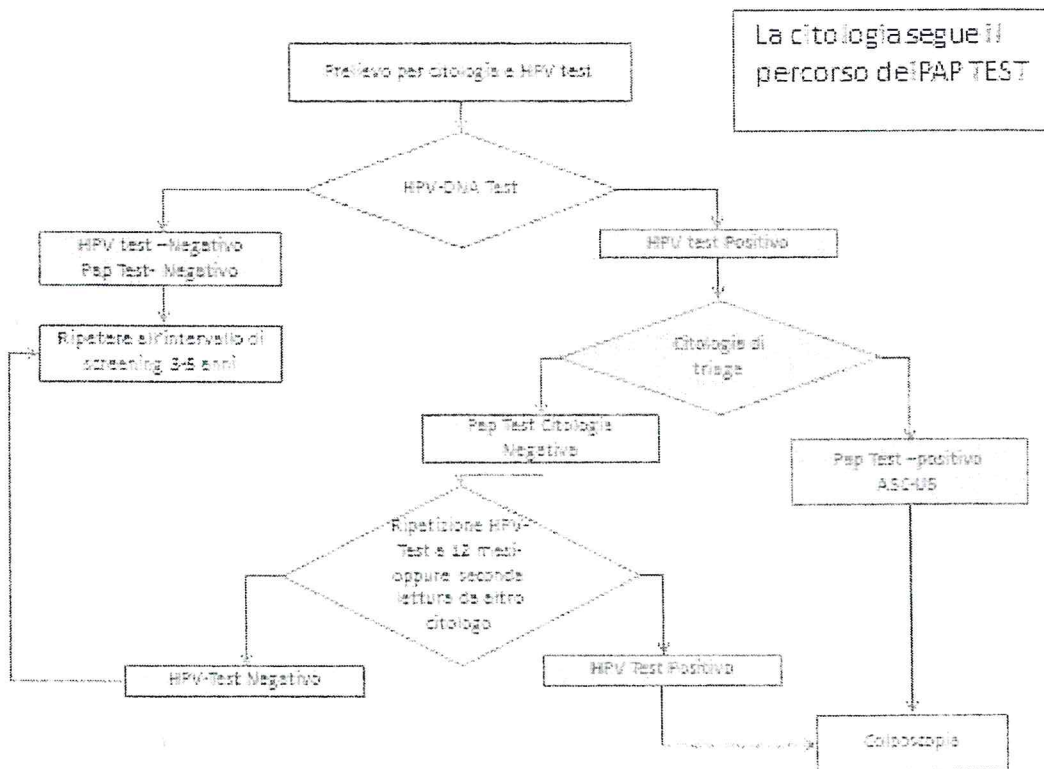 La citologia segue il
percorso del PAP TEST
Prelievo per citologia e HPV test
HPV-DNA Test
HPV test –Negativo
Pap Test- Negativo
HPV test Positivo
Ripetere all'intervallo di
screening 3-5 anni
Citologia di
triage
Pap Test Citologia
Negativa
Pap Test –positivo
ASC-US
Ripetizione HPV-
Test a 12 mesi-
oppure seconda
lettura da altro
citologo
HPV-Test Negativo
HPV Test Positivo
Colposcopia